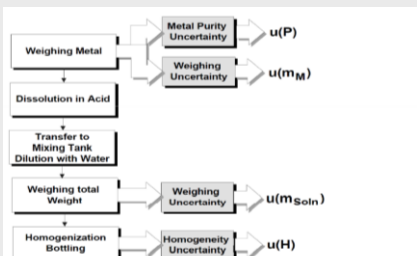 Metal Purity
Uncertainty
u(P)
Weighing Metal
Weighing
Uncertainty
u(mM)
Dissolution in Acid
Transfer to
Mixing Tank
Dilution with Water
Weighing total
Weight
Weighing
Uncertainty
u(mSoln)
Homogenization
Bottling
Homogeneity
Uncertainty
u(H)